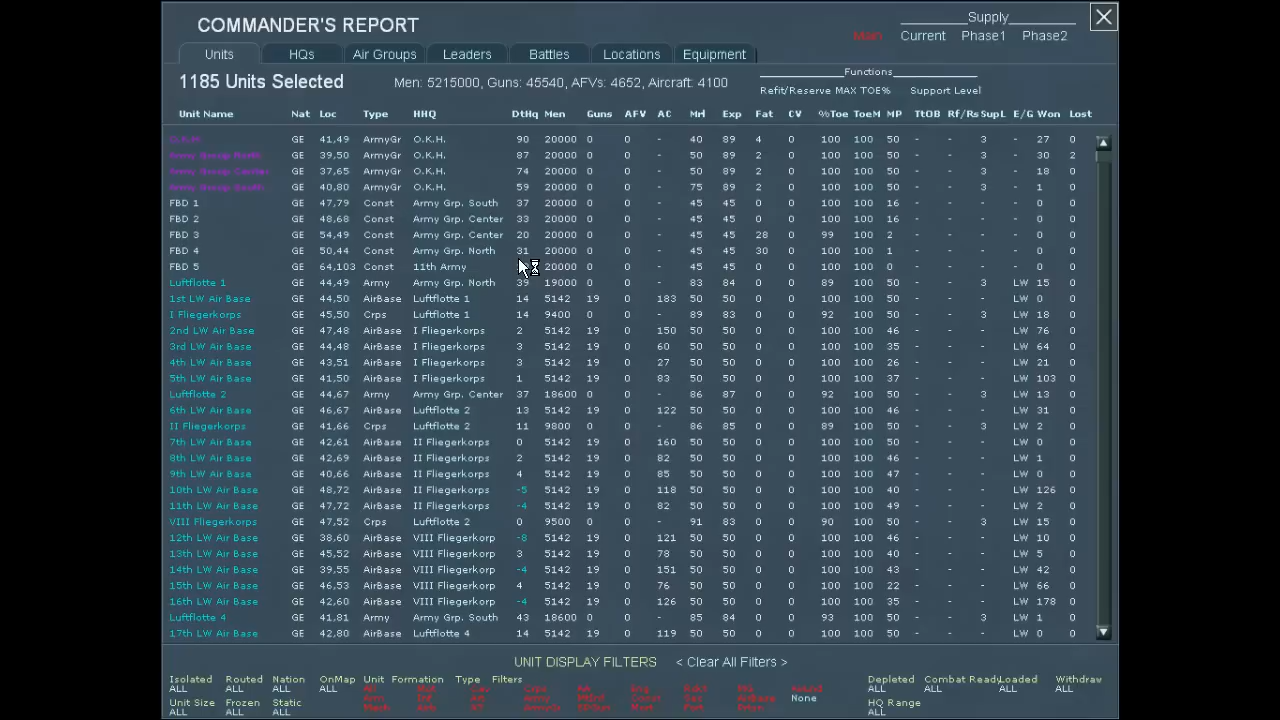 COMMANDER'S REPORT
Supply
Main Current Phase1 Phase2
Units HQs Air Groups Leaders Battles Locations Equipment
1185 Units Selected Men: 5215000, Guns: 45540, AFVs: 4652, Aircraft: 4100
Functions
Refit/Reserve MAX TOE% Support Level
Unit Name Nat Loc Type HHQ DtHq Men Guns AFV AC Mrl Exp Fat CV %Toe ToeM MP TtOB Rf/Rs SupL E/G Won Lost
O.K.H. GE 41,49 ArmyGr O.K.H. 90 20000 0 0 - 40 89 4 0 100 100 50 - - 3 - 27 0
Army Group North GE 39,50 ArmyGr O.K.H. 87 20000 0 0 - 50 89 2 0 100 100 50 - - 3 - 30 2
Army Group Center GE 37,65 ArmyGr O.K.H. 74 20000 0 0 - 50 89 2 0 100 100 50 - - 3 - 18 0
Army Group South GE 40,80 ArmyGr O.K.H. 59 20000 0 0 - 75 89 2 0 100 100 50 - - 3 - 1 0
FBD 1 GE 47,79 Const Army Grp. South 37 20000 0 0 - 45 45 0 0 100 100 16 - - - - 0 0
FBD 2 GE 48,68 Const Army Grp. Center 33 20000 0 0 - 45 45 0 0 100 100 16 - - - - 0 0
FBD 3 GE 54,49 Const Army Grp. Center 20 20000 0 0 - 45 45 28 0 99 100 2 - - - - 0 0
FBD 4 GE 50,44 Const Army Grp. North 31 20000 0 0 - 45 45 30 0 100 100 1 - - - - 0 0
FBD 5 GE 64,103 Const 11th Army 20000 0 0 - 45 45 0 0 100 100 0 - - - - 0 0
Luftflotte 1 GE 44,49 Army Army Grp. North 39 19000 0 0 - 83 84 0 0 100 100 50 - - 3 LW 15 0
1st LW Air Base GE 44,50 AirBase Luftflotte 1 14 5142 19 0 183 50 50 0 0 100 100 50 - - - LW 0 0
I Fliegerkorps GE 45,50 Crps Luftflotte 1 14 9400 0 0 - 89 83 0 0 92 100 50 - - 3 LW 18 0
2nd LW Air Base GE 47,48 AirBase I Fliegerkorps 2 5142 19 0 150 50 50 0 0 100 100 46 - - - LW 76 0
3rd LW Air Base GE 44,48 AirBase I Fliegerkorps 3 5142 19 0 60 50 50 0 0 100 100 35 - - - LW 64 0
4th LW Air Base GE 43,51 AirBase I Fliegerkorps 3 5142 19 0 27 50 50 0 0 100 100 26 - - - LW 21 0
5th LW Air Base GE 41,50 AirBase I Fliegerkorps 1 5142 19 0 83 50 50 0 0 100 100 37 - - - LW 103 0
Luftflotte 2 GE 44,67 Army Army Grp. Center 37 18600 0 0 - 86 87 0 0 92 100 50 - - 3 LW 13 0
6th LW Air Base GE 46,67 AirBase Luftflotte 2 13 5142 19 0 122 50 50 0 0 100 100 46 - - - LW 31 0
II Fliegerkorps GE 41,66 Crps Luftflotte 2 11 9800 0 0 - 86 85 0 0 89 100 50 - - 3 LW 2 0
7th LW Air Base GE 42,61 AirBase II Fliegerkorps 0 5142 19 0 160 50 50 0 0 100 100 40 - - - LW 0 0
8th LW Air Base GE 42,69 AirBase II Fliegerkorps 2 5142 19 0 82 50 50 0 0 100 100 46 - - - LW 1 0
9th LW Air Base GE 40,66 AirBase II Fliegerkorps 4 5142 19 0 85 50 50 0 0 100 100 47 - - - LW 0 0
10th LW Air Base GE 48,72 AirBase II Fliegerkorps -5 5142 19 0 118 50 50 0 0 100 100 40 - - - LW 126 0
11th LW Air Base GE 47,72 AirBase II Fliegerkorps -4 5142 19 0 82 50 50 0 0 100 100 49 - - - LW 2 0
VIII Fliegerkorps GE 47,52 Crps Luftflotte 2 0 9500 0 0 - 91 83 0 0 90 100 50 - - 3 LW 15 0
12th LW Air Base GE 38,60 AirBase VIII Fliegerkorp -8 5142 19 0 121 50 50 0 0 100 100 46 - - - LW 10 0
13th LW Air Base GE 45,52 AirBase VIII Fliegerkorp 3 5142 19 0 78 50 50 0 0 100 100 40 - - - LW 5 0
14th LW Air Base GE 39,55 AirBase VIII Fliegerkorp -4 5142 19 0 151 50 50 0 0 100 100 43 - - - LW 42 0
15th LW Air Base GE 46,53 AirBase VIII Fliegerkorp 4 5142 19 0 76 50 50 0 0 100 100 22 - - - LW 66 0
16th LW Air Base GE 42,60 AirBase VIII Fliegerkorp -4 5142 19 0 126 50 50 0 0 100 100 35 - - - LW 178 0
Luftflotte 4 GE 41,81 Army Army Grp. South 43 18600 0 0 - 85 84 0 0 93 100 50 - - 3 LW 1 0
17th LW Air Base GE 42,80 AirBase Luftflotte 4 14 5142 19 0 119 50 50 0 0 100 100 50 - - - LW 0 0
UNIT DISPLAY FILTERS < Clear All Filters >
Isolated Routed Nation OnMap Unit Formation Type Filters Depleted Combat Ready Loaded Withdraw
ALL ALL ALL ALL ALL ALL ALL ALL
Unit Size Frozen Static None HQ Range
ALL ALL ALL ALL